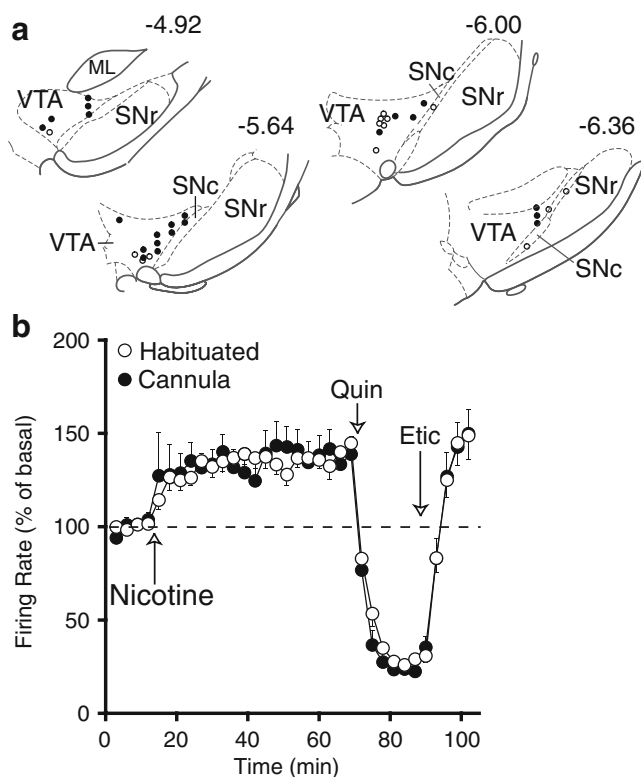 a
-4.92
ML
VTA
SNr
-6.00
SNc
SNr
VTA
-5.64
SNc
SNr
VTA
-6.36
SNr
VTA
SNc
b
200
150
100
50
0
Firing Rate (% of basal)
Habituated
Cannula
Quin
Etic
Nicotine
0 20 40 60 80 100
Time (min)